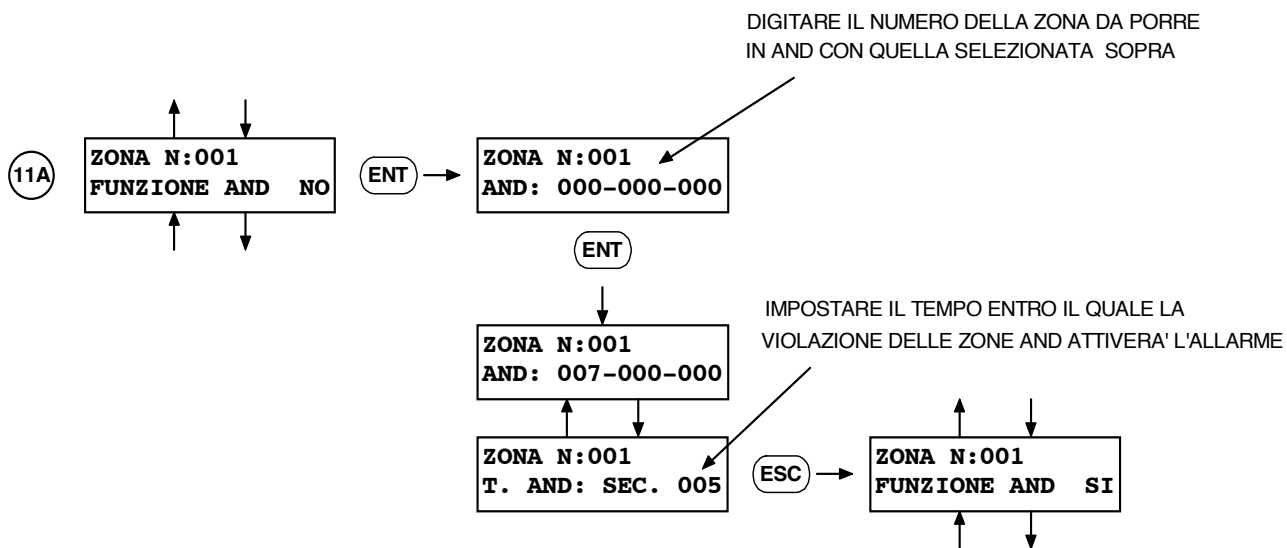 DIGITARE IL NUMERO DELLA ZONA DA PORRE
IN AND CON QUELLA SELEZIONATA SOPRA
11A
ZONA N:001
FUNZIONE AND NO
ENT
ZONA N:001
AND: 000-000-000
ENT
IMPOSTARE IL TEMPO ENTRO IL QUALE LA
VIOLAZIONE DELLE ZONE AND ATTIVERA' L'ALLARME
ZONA N:001
AND: 007-000-000
ZONA N:001
T. AND: SEC. 005
ESC
ZONA N:001
FUNZIONE AND SI